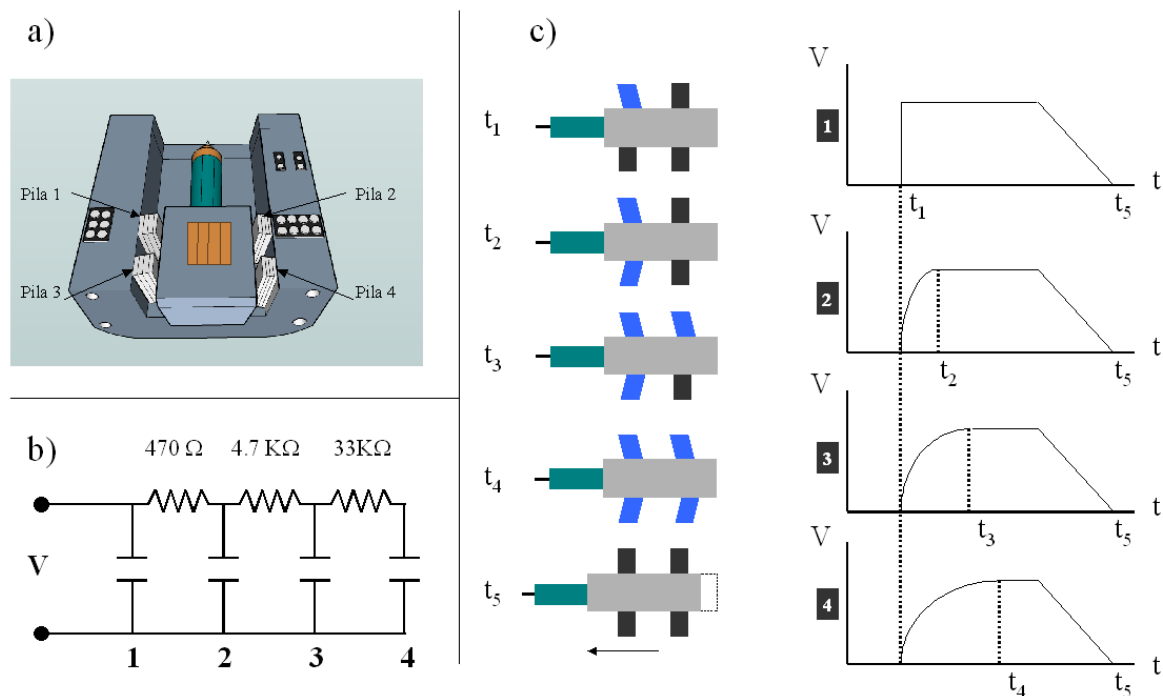 a)
Pila 1
Pila 2
Pila 3
Pila 4
b)
470 Ω 4.7 KΩ 33KΩ
V
1 2 3 4
c)
t1
t2
t3
t4
t5
V
1
t
t1 t5
V
2
t
t2 t5
V
3
t
t3 t5
V
4
t
t4 t5